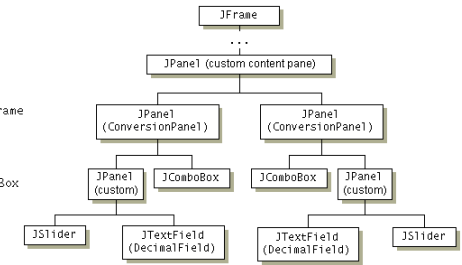 JFrame
...
JPanel (custom content pane)
rame
JPanel
(ConversionPanel)
JPanel
(ConversionPanel)
Box
JPanel
(custom)
JComboBox
JComboBox
JPanel
(custom)
JSlider
JTextField
(DecimalField)
JTextField
(DecimalField)
JSlider